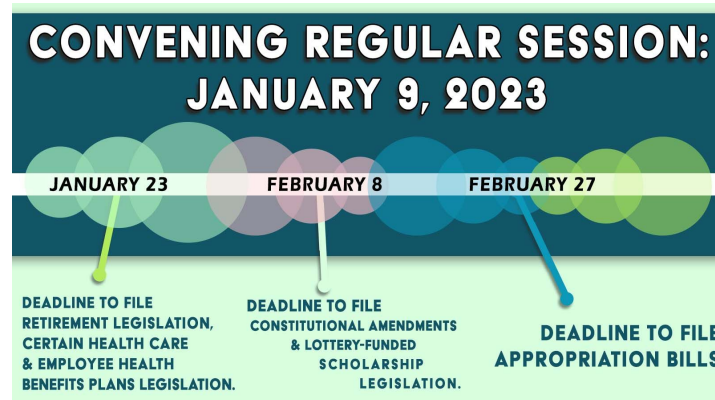 CONVENING REGULAR SESSION:
JANUARY 9, 2023
JANUARY 23
FEBRUARY 8
FEBRUARY 27
DEADLINE TO FILE
RETIREMENT LEGISLATION,
CERTAIN HEALTH CARE
& EMPLOYEE HEALTH
BENEFITS PLANS LEGISLATION.
DEADLINE TO FILE
CONSTITUTIONAL AMENDMENTS
& LOTTERY-FUNDED
SCHOLARSHIP
LEGISLATION.
DEADLINE TO FILE
APPROPRIATION BILLS